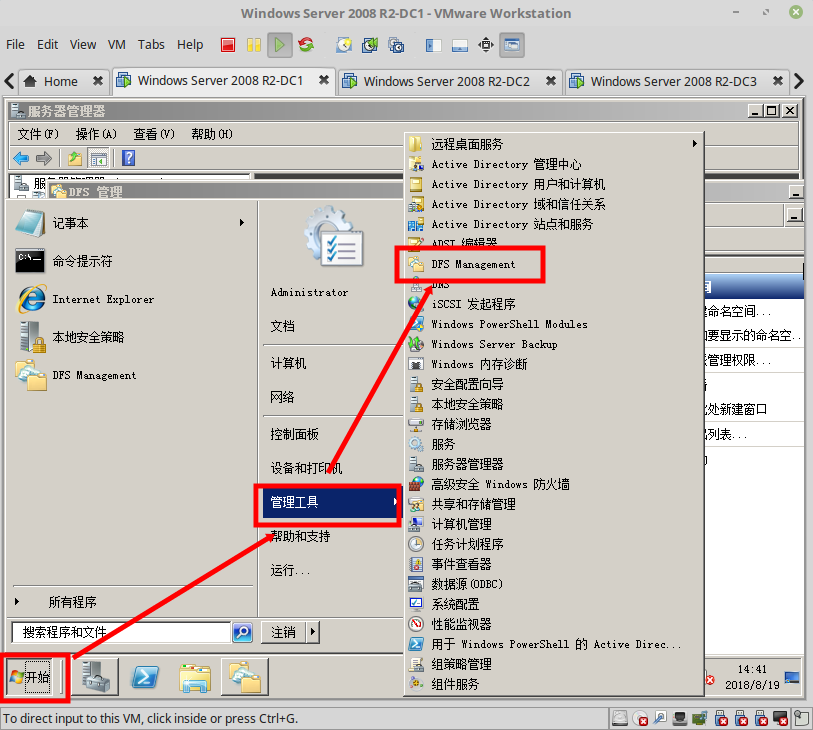 Windows Server 2008 R2-DC1 - VMware Workstation
File Edit View VM Tabs Help
Home Windows Server 2008 R2-DC1 Windows Server 2008 R2-DC2 Windows Server 2008 R2-DC3
服务器管理器
文件(F) 操作(A) 查看(V) 帮助(H)
DFS 管理
记事本
命令提示符
Internet Explorer
本地安全策略
DFS Management
所有程序
搜索程序和文件
Administrator
文档
计算机
网络
控制面板
设备和打印机
管理工具
帮助和支持
运行...
注销
远程桌面服务
Active Directory 管理中心
Active Directory 用户和计算机
Active Directory 域和信任关系
Active Directory 站点和服务
ADSI 编辑器
DFS Management
DNS
iSCSI 发起程序
Windows PowerShell Modules
Windows Server Backup
Windows 内存诊断
安全配置向导
本地安全策略
存储浏览器
服务
服务器管理器
高级安全 Windows 防火墙
共享和存储管理
计算机管理
任务计划程序
事件查看器
数据源(ODBC)
系统配置
性能监视器
用于 Windows PowerShell 的 Active Direc...
组策略管理
组件服务
命名空间...
要显示的命名空...
管理权限...
处新建窗口
列表...
开始
14:41
2018/8/19
To direct input to this VM, click inside or press Ctrl+G.